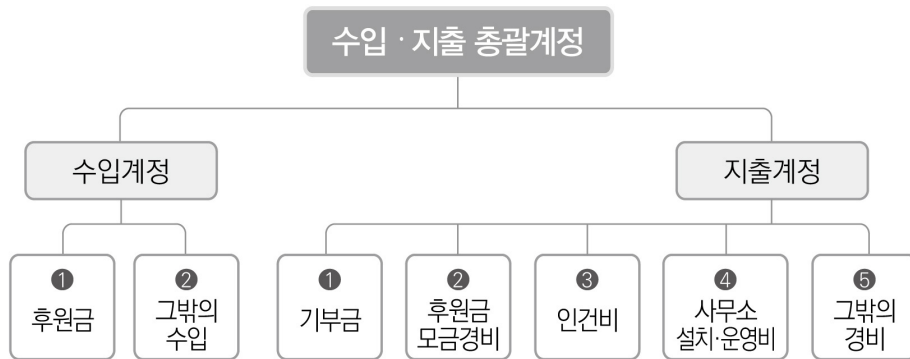 수입 · 지출 총괄계정
수입계정
지출계정
❶
후원금
❷
그밖의
수입
❶
기부금
❷
후원금
모금경비
❸
인건비
❹
사무소
설치·운영비
❺
그밖의
경비